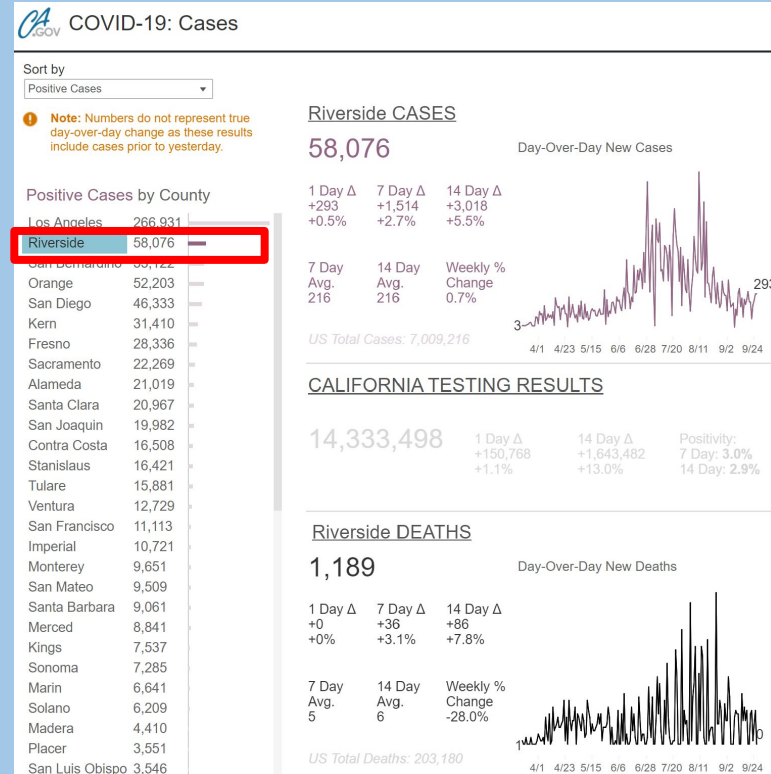 CA.GOV COVID-19: Cases
Sort by
Positive Cases
Note: Numbers do not represent true
day-over-day change as these results
include cases prior to yesterday.
Positive Cases by County
Los Angeles 266,931
Riverside 58,076
San Bernardino 53,122
Orange 52,203
San Diego 46,333
Kern 31,410
Fresno 28,336
Sacramento 22,269
Alameda 21,019
Santa Clara 20,967
San Joaquin 19,982
Contra Costa 16,508
Stanislaus 16,421
Tulare 15,881
Ventura 12,729
San Francisco 11,113
Imperial 10,721
Monterey 9,651
San Mateo 9,509
Santa Barbara 9,061
Merced 8,841
Kings 7,537
Sonoma 7,285
Marin 6,641
Solano 6,209
Madera 4,410
Placer 3,551
San Luis Obispo 3,546
Riverside CASES
58,076
1 Day Δ 7 Day Δ 14 Day Δ
+293 +1,514 +3,018
+0.5% +2.7% +5.5%
7 Day 14 Day Weekly %
Avg. Avg. Change
216 216 0.7%
US Total Cases: 7,009,216
Day-Over-Day New Cases
293
3
4/1 4/23 5/15 6/6 6/28 7/20 8/11 9/2 9/24
CALIFORNIA TESTING RESULTS
14,333,498
1 Day Δ 14 Day Δ Positivity:
+150,768 +1,643,482 7 Day: 3.0%
+1.1% +13.0% 14 Day: 2.9%
Riverside DEATHS
1,189
1 Day Δ 7 Day Δ 14 Day Δ
+0 +36 +86
+0% +3.1% +7.8%
7 Day 14 Day Weekly %
Avg. Avg. Change
5 6 -28.0%
US Total Deaths: 203,180
Day-Over-Day New Deaths
0
1
4/1 4/23 5/15 6/6 6/28 7/20 8/11 9/2 9/24